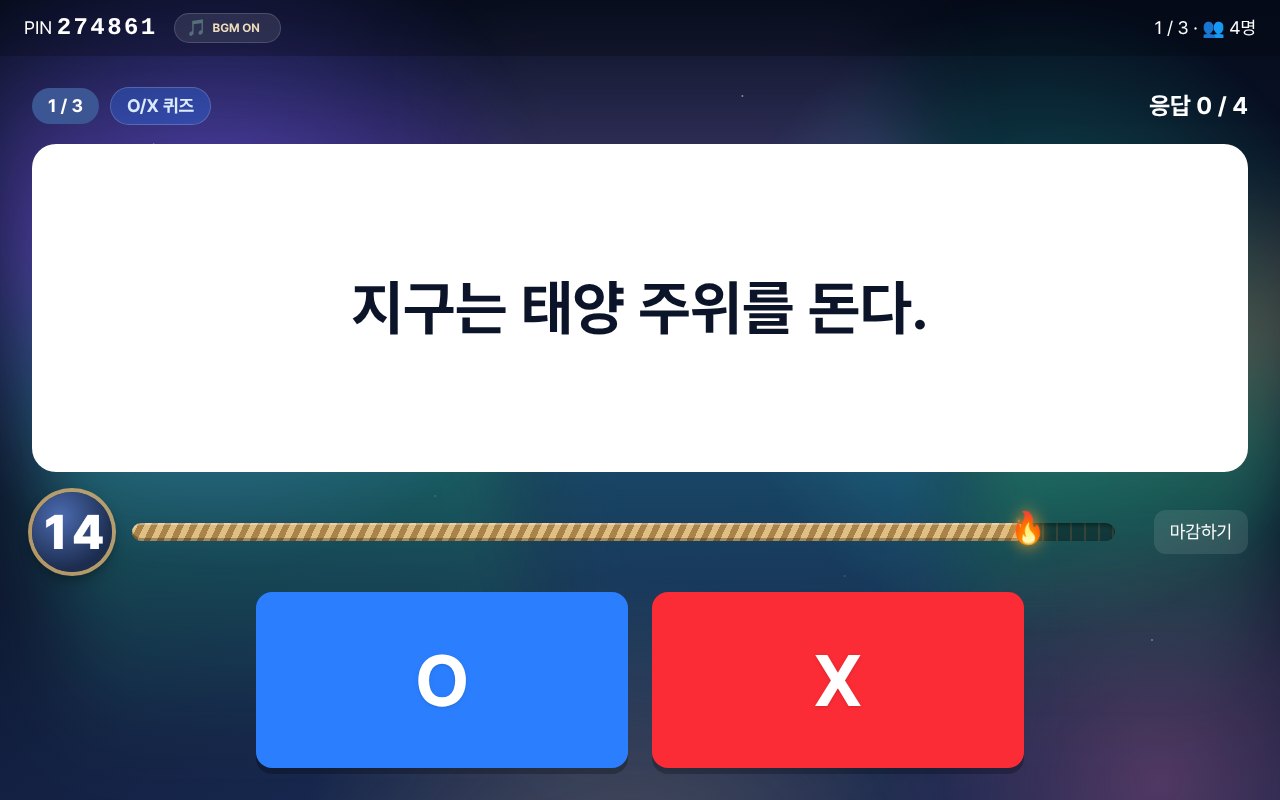 PIN 274861
🎵 BGM ON
1 / 3 · 👥 4명
1 / 3
O/X 퀴즈
응답 0 / 4
지구는 태양 주위를 돈다.
14
마감하기
O
X